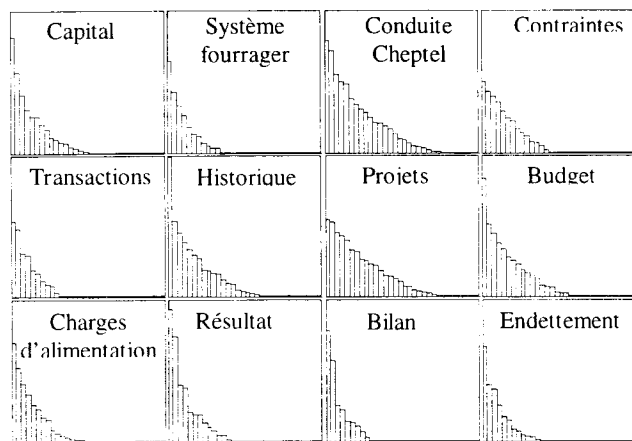 Capital
Système
fourrager
Conduite
Cheptel
Contraintes
Transactions
Historique
Projets
Budget
Charges
d'alimentation
Résultat
Bilan
Endettement